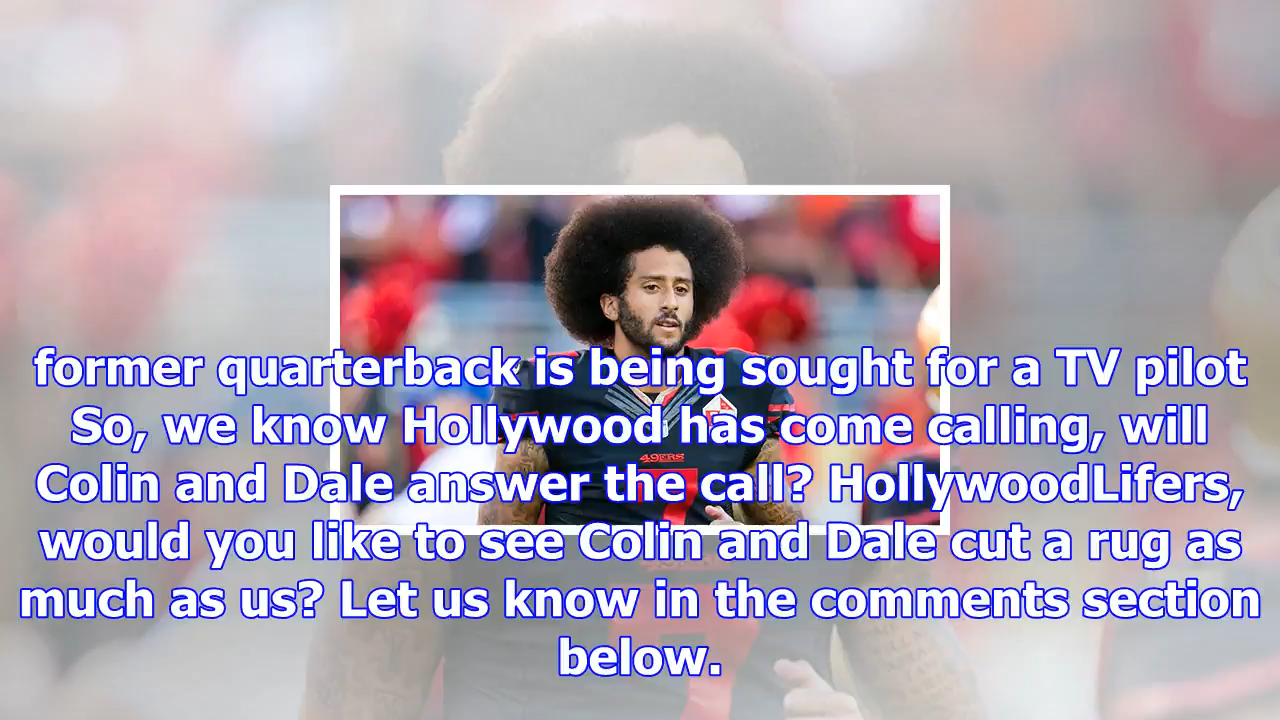 former quarterback is being sought for a TV pilot
So, we know Hollywood has come calling, will
Colin and Dale answer the call? HollywoodLifers,
would you like to see Colin and Dale cut a rug as
much as us? Let us know in the comments section
below.
49ERS
7